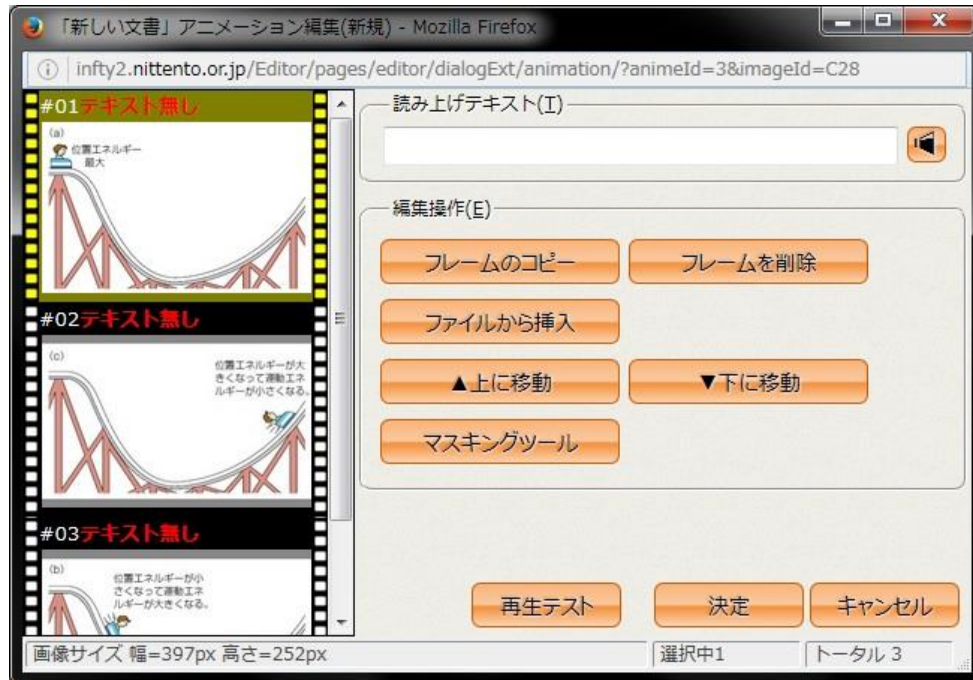 「新しい文書」アニメーション編集(新規) - Mozilla Firefox
infty2.nittento.or.jp/Editor/pages/editor/dialogExt/animation/?animeId=3&imageId=C28
#01テキスト無し
(a)
位置エネルギー
最大
#02テキスト無し
(c)
位置エネルギーが大
きくなって運動エネ
ルギーが小さくなる。
#03テキスト無し
(b)
位置エネルギーが小
さくなって運動エネ
ルギーが大きくなる。
読み上げテキスト(T)
編集操作(E)
フレームのコピー
フレームを削除
ファイルから挿入
▲上に移動
▼下に移動
マスキングツール
再生テスト
決定
キャンセル
画像サイズ 幅=397px 高さ=252px
選択中1
トータル 3